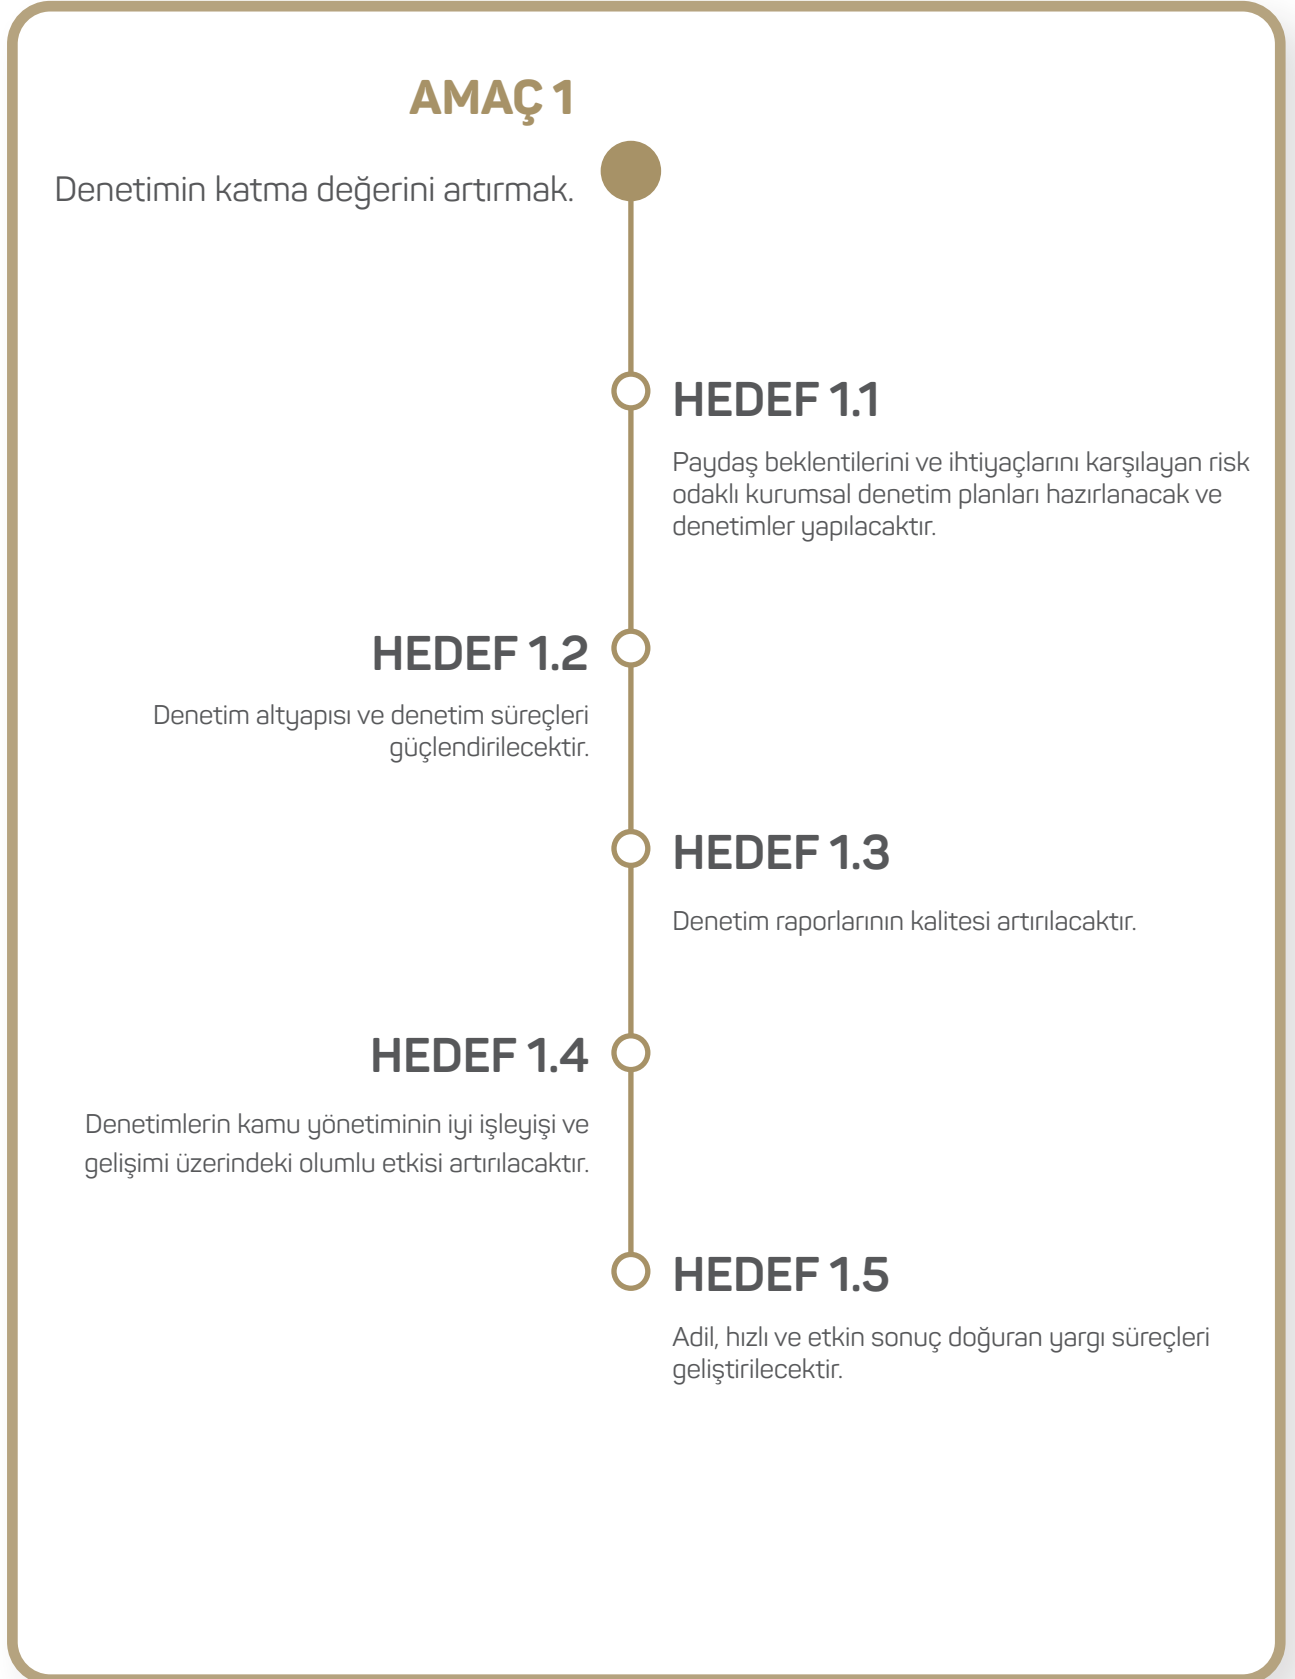 AMAÇ 1
Denetimin katma değerini artırmak.
HEDEF 1.1
Paydaş beklentilerini ve ihtiyaçlarını karşılayan risk
odaklı kurumsal denetim planları hazırlanacak ve
denetimler yapılacaktır.
HEDEF 1.2
Denetim altyapısı ve denetim süreçleri
güçlendirilecektir.
HEDEF 1.3
Denetim raporlarının kalitesi artırılacaktır.
HEDEF 1.4
Denetimlerin kamu yönetiminin iyi işleyişi ve
gelişimi üzerindeki olumlu etkisi artırılacaktır.
HEDEF 1.5
Adil, hızlı ve etkin sonuç doğuran yargı süreçleri
geliştirilecektir.